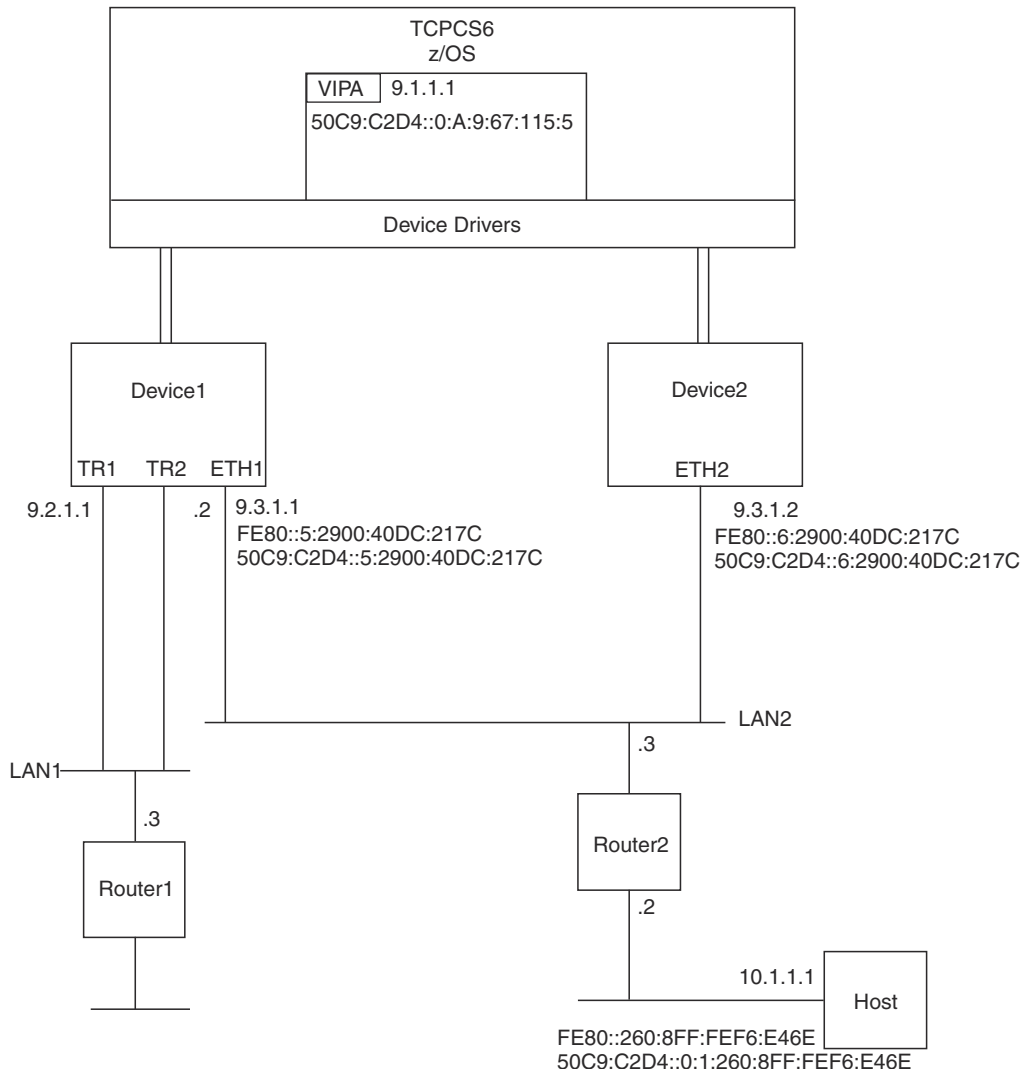 TCPCS6
z/OS
VIPA 9.1.1.1
50C9:C2D4::0:A:9:67:115:5
Device Drivers
Device1
Device2
TR1 TR2 ETH1
ETH2
9.2.1.1
.2
9.3.1.1
FE80::5:2900:40DC:217C
50C9:C2D4::5:2900:40DC:217C
9.3.1.2
FE80::6:2900:40DC:217C
50C9:C2D4::6:2900:40DC:217C
LAN2
.3
LAN1
.3
Router2
Router1
.2
10.1.1.1
Host
FE80::260:8FF:FEF6:E46E
50C9:C2D4::0:1:260:8FF:FEF6:E46E